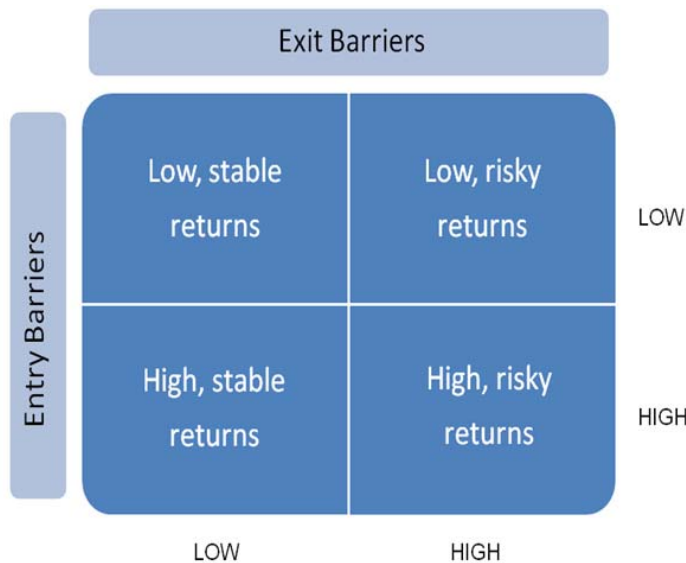 Exit Barriers
Entry Barriers
Low, stable
returns
Low, risky
returns
LOW
High, stable
returns
High, risky
returns
HIGH
LOW
HIGH